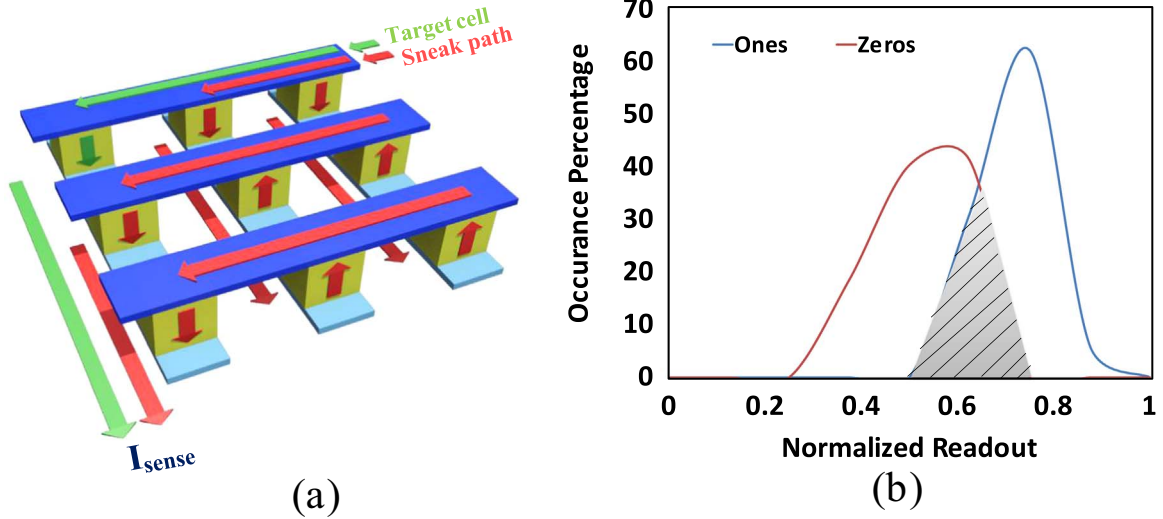 Target cell
Sneak path
I sense
(a)
70
60
50
40
30
20
10
0
Occurance Percentage
Ones Zeros
0 0.2 0.4 0.6 0.8 1
Normalized Readout
(b)